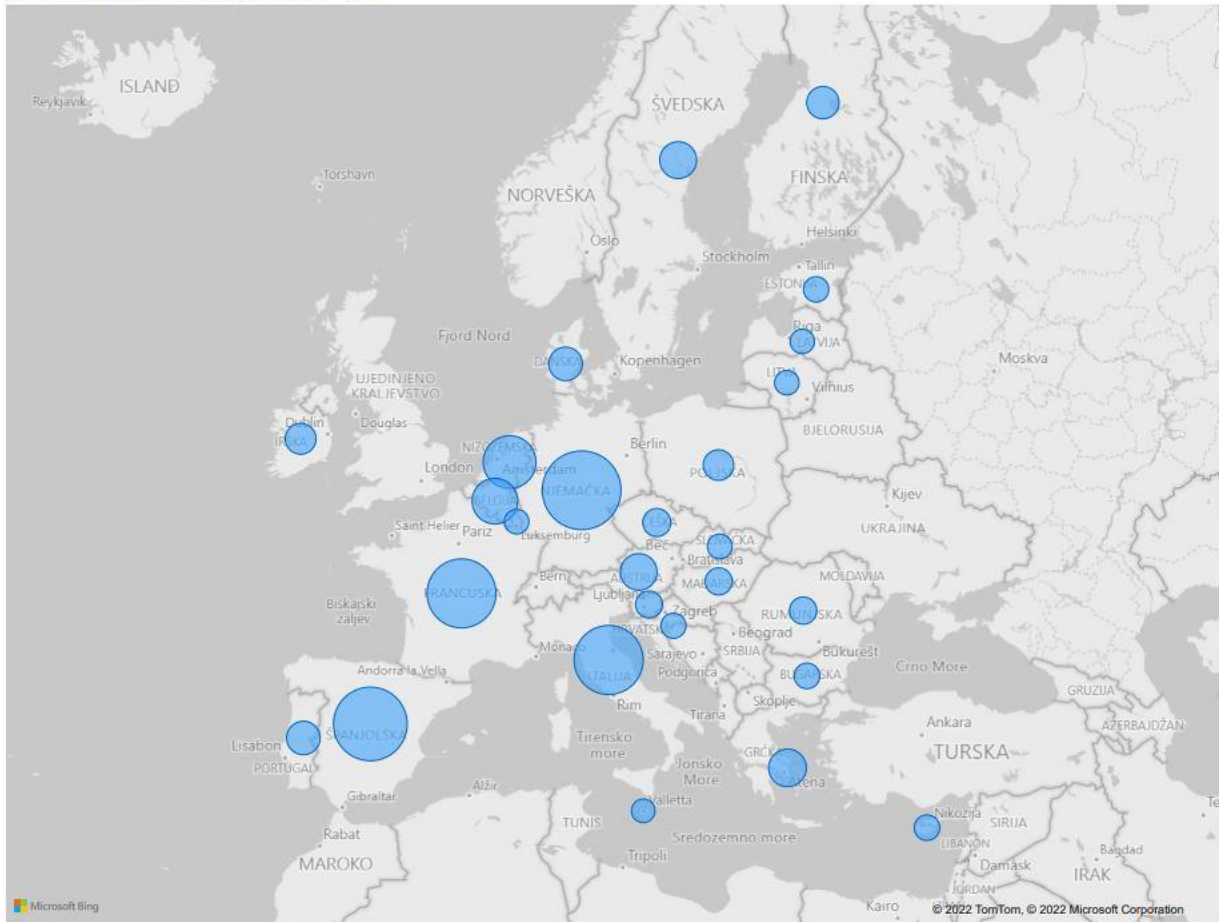 ISLAND
Reykjavik
ŠVEDSKA
Torshavn
FINSKA
NORVEŠKA
Oslo
Helsinki
Stockholm
Tallin
ESTONIJA
Fjord Nord
Riga
LATVIJA
DANSKA
Kopenhagen
Moskva
LITVA
Vilnius
UJEDINJENO
KRALJEVSTVO
Dublin
Douglas
IRSKA
BJELORUSIJA
NIZOZEMSKA
Berlin
London
Amsterdam
POLJSKA
NJEMAČKA
BELGIJA
Kijev
Saint Helier
Pariz
Luksemburg
ČEŠKA
UKRAJINA
SLOVAČKA
Beč
Bratislava
Bern
AUSTRIJA
MAĐARSKA
MOLDAVIJA
FRANCUSKA
Ljubljana
Biskajski
zaljev
Zagreb
RUMUNJSKA
HRVATSKA
Beograd
Monaco
Sarajevo
SRBIJA
Bukurešt
Andorra la Vella
ITALIJA
Podgorica
BUGARSKA
Crno More
Skoplje
GRUZIJA
Rim
Tirana
Ankara
AZERBAJDŽAN
Lisabon
ŠPANJOLSKA
Tirensko
more
GRČKA
TURSKA
PORTUGAL
Jonsko
More
Atena
Gibraltar
Alžir
Valletta
Nikozija
SIRIJA
Rabat
TUNIS
Sredozemno more
LIBANON
MAROKO
Tripoli
Damask
Bagdad
IRAK
JORDAN
Kairo
Microsoft Bing
© 2022 TomTom, © 2022 Microsoft Corporation